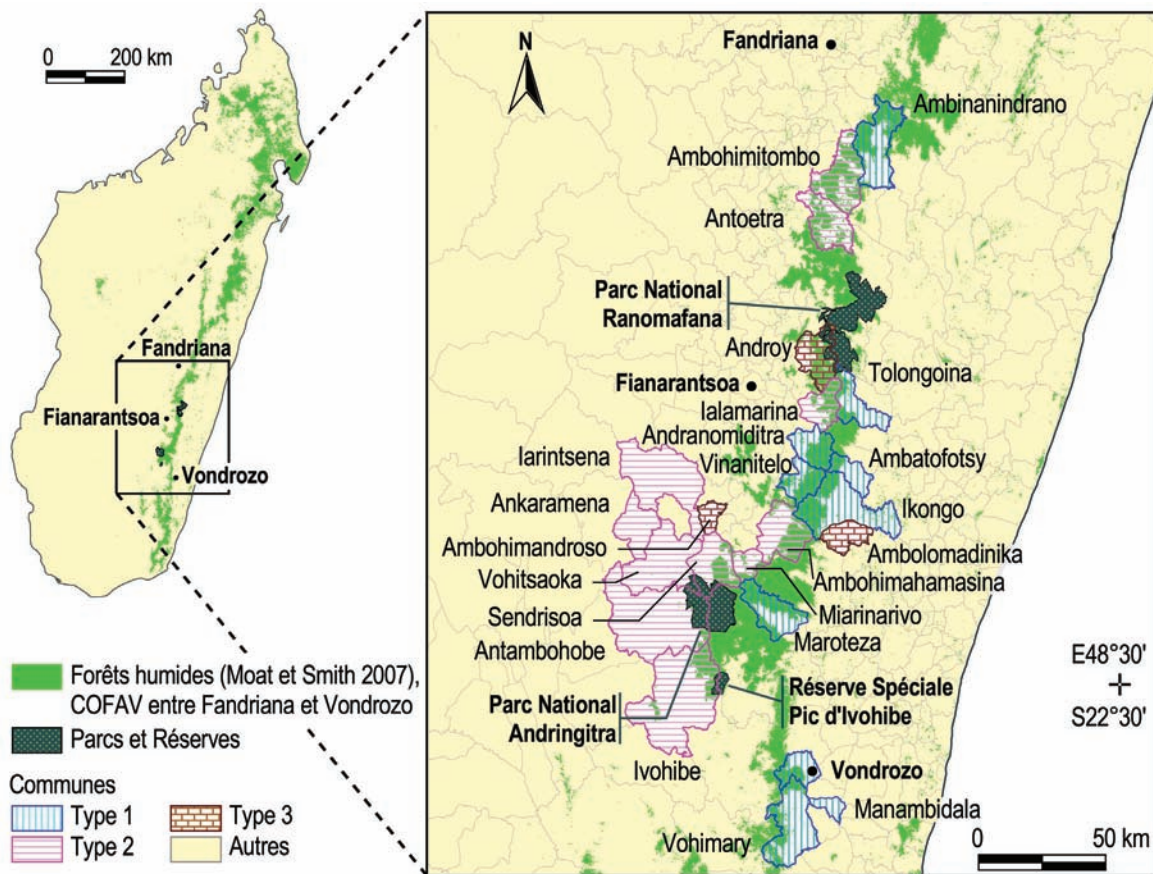 0 200 km
Fandriana
Fianarantsoa
Vondrozo
Forêts humides (Moat et Smith 2007),
COFAV entre Fandriana et Vondrozo
Parcs et Réserves
Communes
Type 1
Type 3
Type 2
Autres
N
Fandriana
Ambinanindrano
Ambohimitombo
Antoetra
Parc National
Ranomafana
Androy
Tolongoina
Fianarantsoa
Ialamarina
Andranomiditra
Vinanitelo
Ambatofotsy
Iarintsena
Ankaramena
Ikongo
Ambohimandroso
Ambolomadinika
Vohitsaoka
Ambohimahamasina
Sendrisoa
Miarinarivo
Maroteza
Antambohobe
Parc National
Andringitra
Réserve Spéciale
Pic d'Ivohibe
E48°30'
S22°30'
Ivohibe
Vondrozo
Manambidala
Vohimary
0 50 km